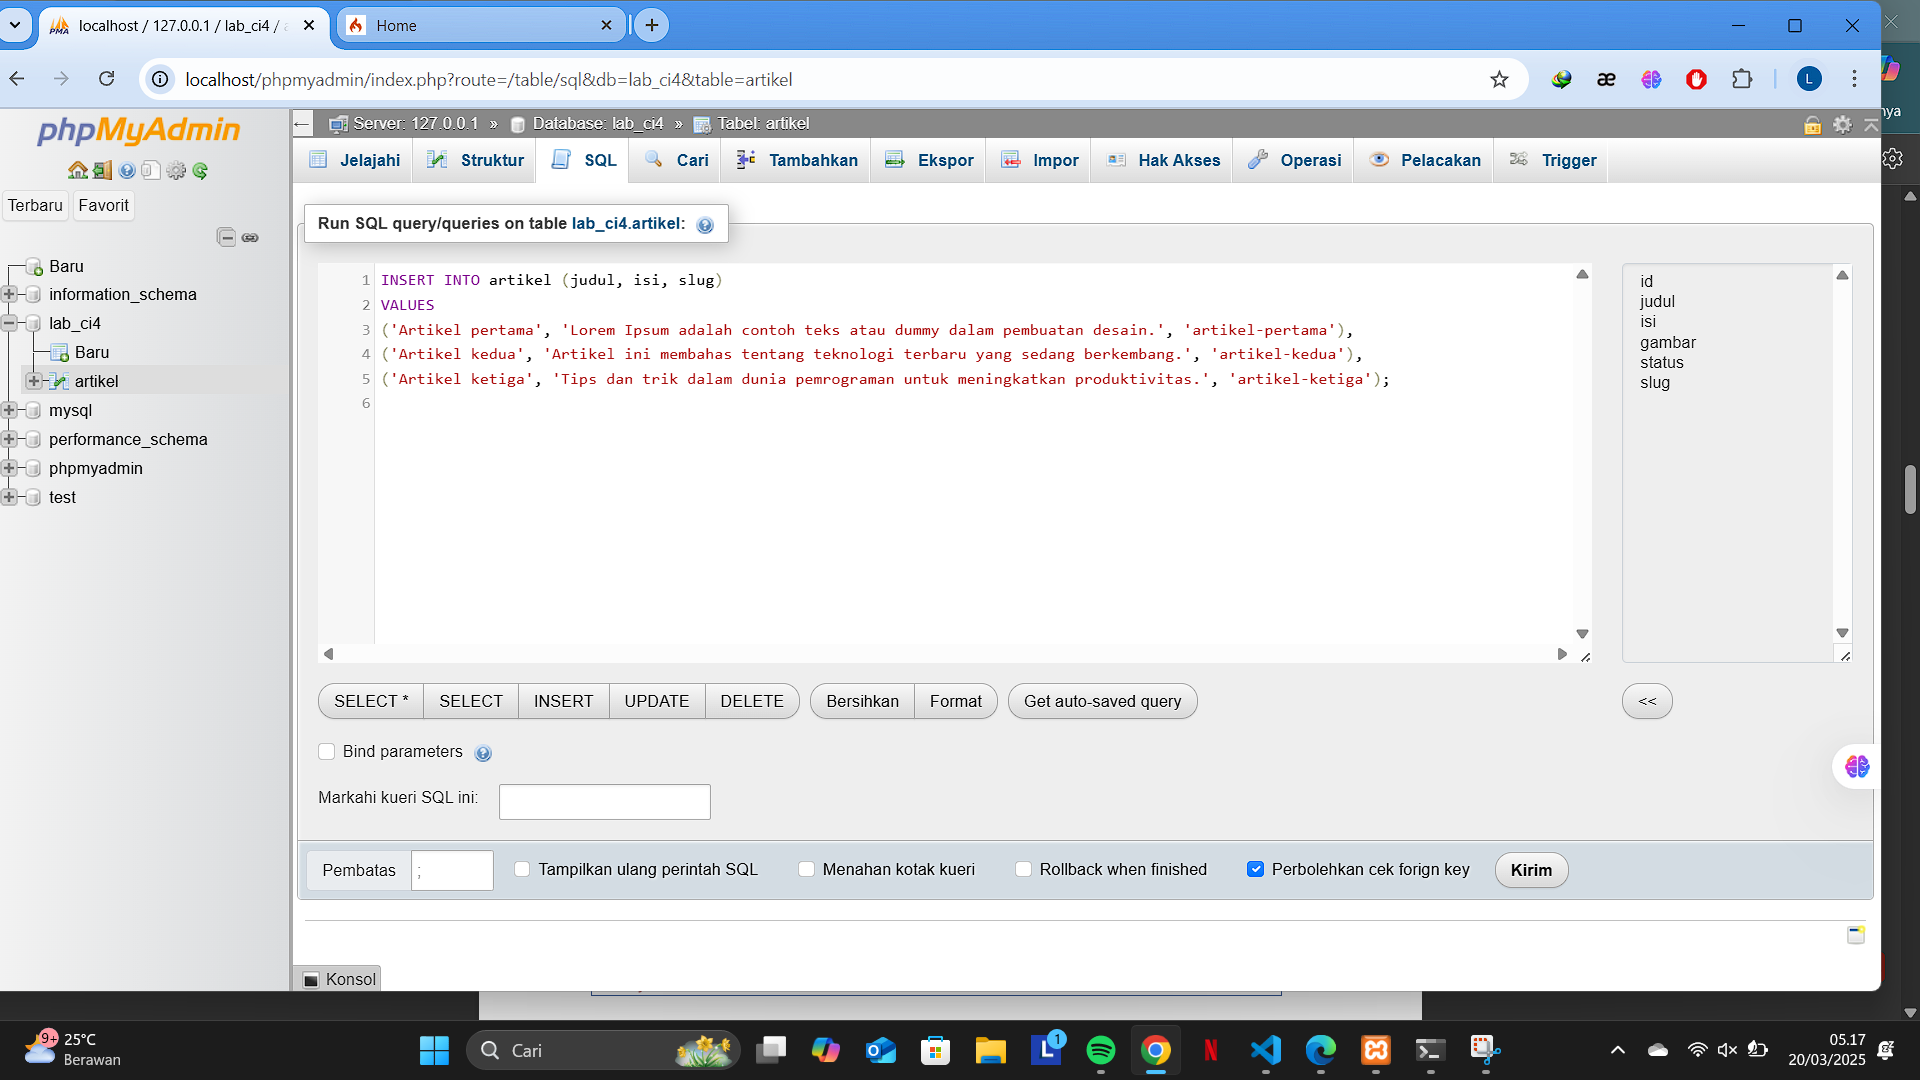 localhost / 127.0.0.1 / lab_ci4 /
Home
localhost/phpmyadmin/index.php?route=/table/sql&db=lab_ci4&table=artikel
L
nya
phpMyAdmin
Terbaru
Favorit
Baru
information_schema
lab_ci4
Baru
artikel
mysql
performance_schema
phpmyadmin
test
Server: 127.0.0.1 » Database: lab_ci4 » Tabel: artikel
Jelajahi
Struktur
SQL
Cari
Tambahkan
Ekspor
Impor
Hak Akses
Operasi
Pelacakan
Trigger
Run SQL query/queries on table lab_ci4.artikel:
1 INSERT INTO artikel (judul, isi, slug)
2 VALUES
3 ('Artikel pertama', 'Lorem Ipsum adalah contoh teks atau dummy dalam pembuatan desain.', 'artikel-pertama'),
4 ('Artikel kedua', 'Artikel ini membahas tentang teknologi terbaru yang sedang berkembang.', 'artikel-kedua'),
5 ('Artikel ketiga', 'Tips dan trik dalam dunia pemrograman untuk meningkatkan produktivitas.', 'artikel-ketiga');
6
id
judul
isi
gambar
status
slug
SELECT *
SELECT
INSERT
UPDATE
DELETE
Bersihkan
Format
Get auto-saved query
<<
Bind parameters
Markahi kueri SQL ini:
Pembatas
;
Tampilkan ulang perintah SQL
Menahan kotak kueri
Rollback when finished
Perbolehkan cek forign key
Kirim
Konsol
9+
25°C
Berawan
Cari
1
05.17
20/03/2025